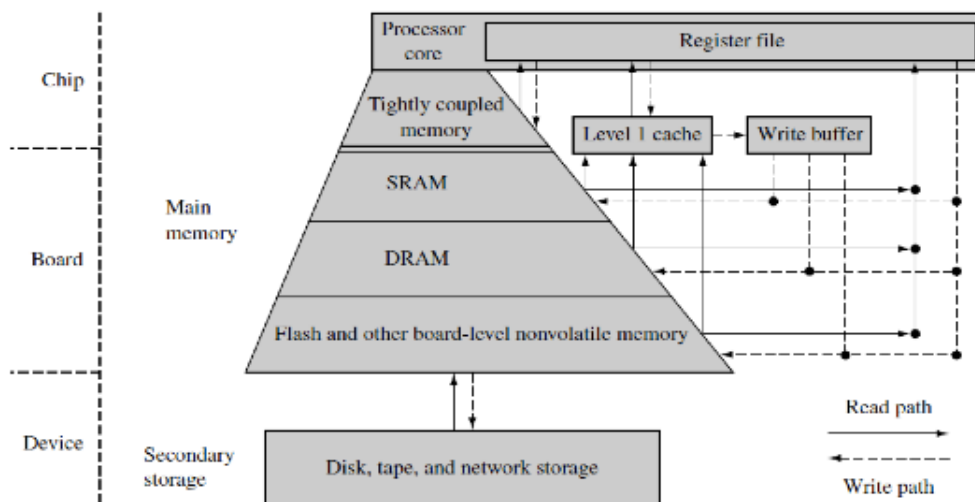 Processor
core
Register file
Chip
Tightly coupled
memory
Level 1 cache
Write buffer
SRAM
Main
memory
Board
DRAM
Flash and other board-level nonvolatile memory
Read path
Device
Secondary
storage
Disk, tape, and network storage
Write path